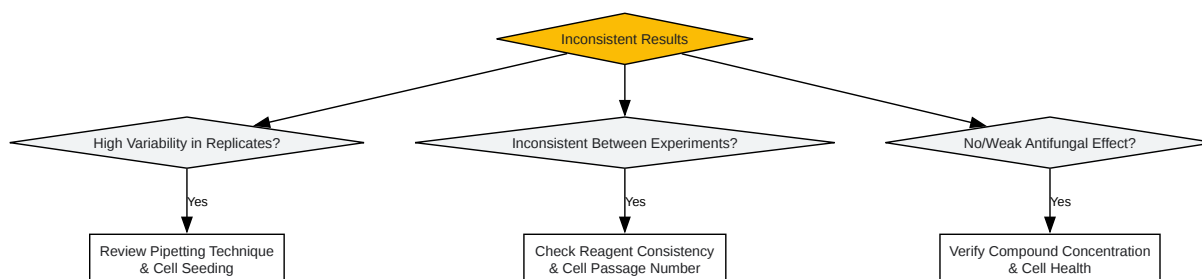 Inconsistent Results
High Variability in Replicates?
Inconsistent Between Experiments?
No/Weak Antifungal Effect?
Yes
Yes
Yes
Review Pipetting Technique
& Cell Seeding
Check Reagent Consistency
& Cell Passage Number
Verify Compound Concentration
& Cell Health